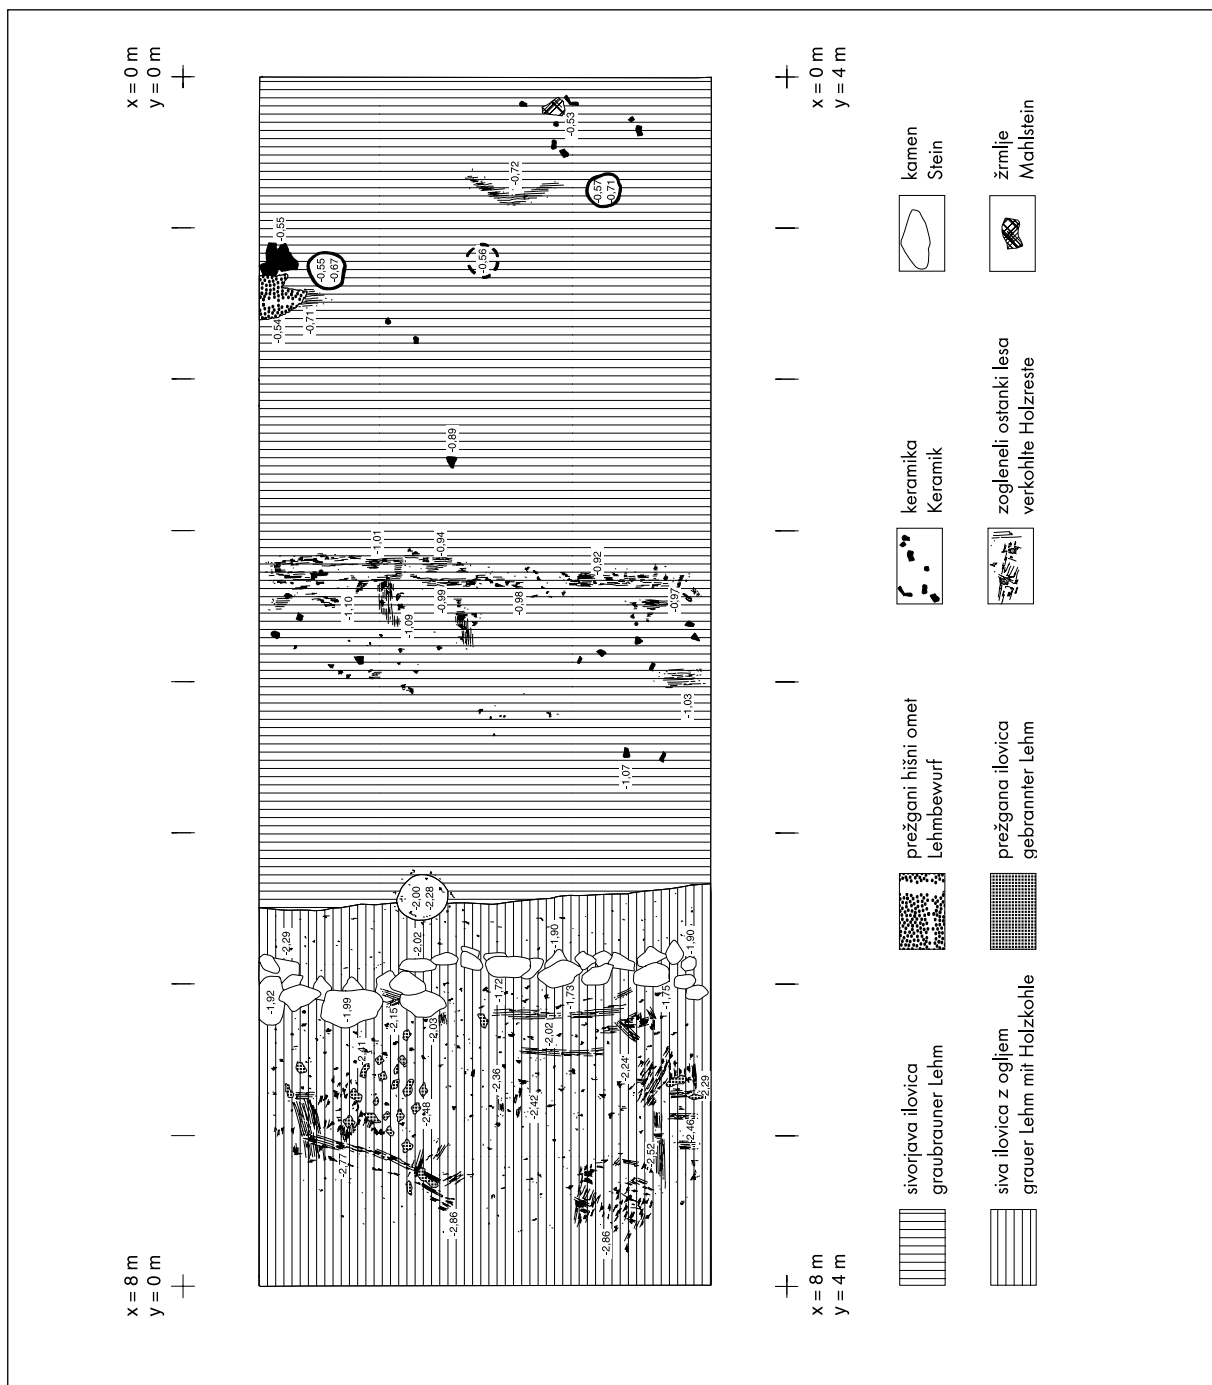 x = 8 m
y = 0 m
x = 0 m
y = 0 m
-1,92
-2,29
-0,54
-0,55
-0,71
-0,55
-0,67
-2,77
-1,99
-1,10
-2,41
-1,01
-2,15
-1,09
-2,00
-2,28
-2,02
-2,48
-2,03
-0,99
-0,94
-2,86
-0,89
-0,56
-2,36
-1,72
-0,98
-0,72
-2,42
-2,02
-1,90
-1,73
-0,53
-0,92
-0,57
-0,71
-2,86
-2,24
-1,07
-2,52
-1,75
-0,97
-2,46
-1,90
-1,03
-2,29
x = 8 m
y = 4 m
x = 0 m
y = 4 m
sivorjava ilovica
graubrauner Lehm
prežgani hišni omet
Lehmbewurf
keramika
Keramik
kamen
Stein
siva ilovica z ogljem
grauer Lehm mit Holzkohle
prežgana ilovica
gebrannter Lehm
zogleneli ostanki lesa
verkohlte Holzreste
žrmlje
Mahlstein